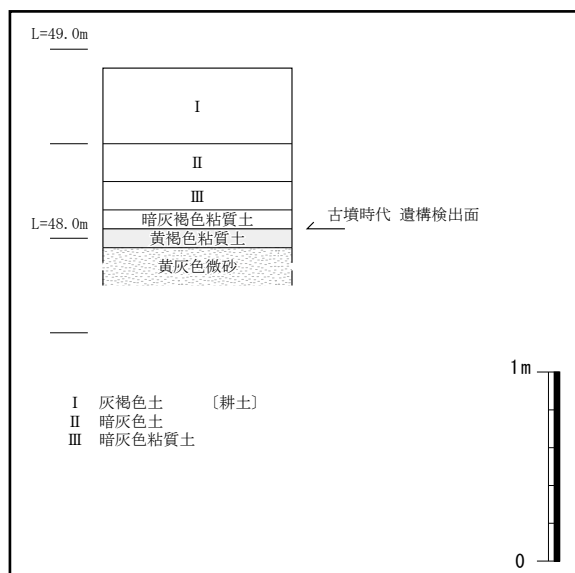 L=49.0m
Ⅰ
Ⅱ
Ⅲ
暗灰褐色粘質土
古墳時代 遺構検出面
L=48.0m
黄褐色粘質土
黄灰色微砂
Ⅰ 灰褐色土 〔耕土〕
Ⅱ 暗灰色土
Ⅲ 暗灰色粘質土
1m
0